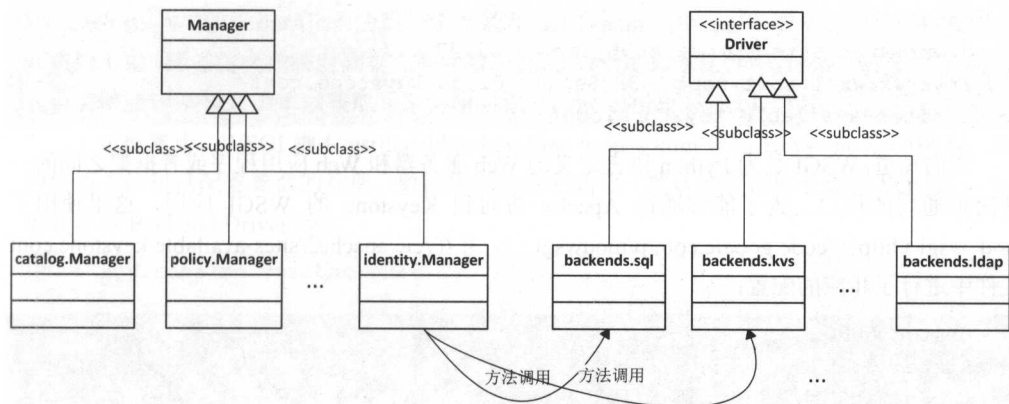 Manager
<<interface>>
Driver
<<subclass>>
<<subclass>>
<<subclass>>
<<subclass>>
<<subclass>>
<<subclass>>
catalog.Manager
policy.Manager
...
identity.Manager
backends.sql
backends.kvs
...
backends.ldap
方法调用
方法调用
...